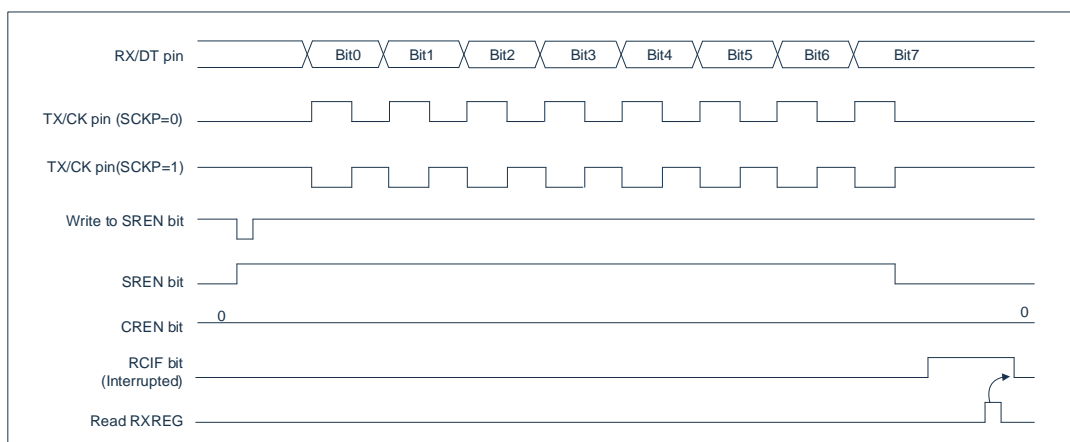 RX/DT pin
Bit0 Bit1 Bit2 Bit3 Bit4 Bit5 Bit6 Bit7
TX/CK pin (SCKP=0)
TX/CK pin(SCKP=1)
Write to SREN bit
SREN bit
0 0
CREN bit
RCIF bit
(Interrupted)
Read RXREG